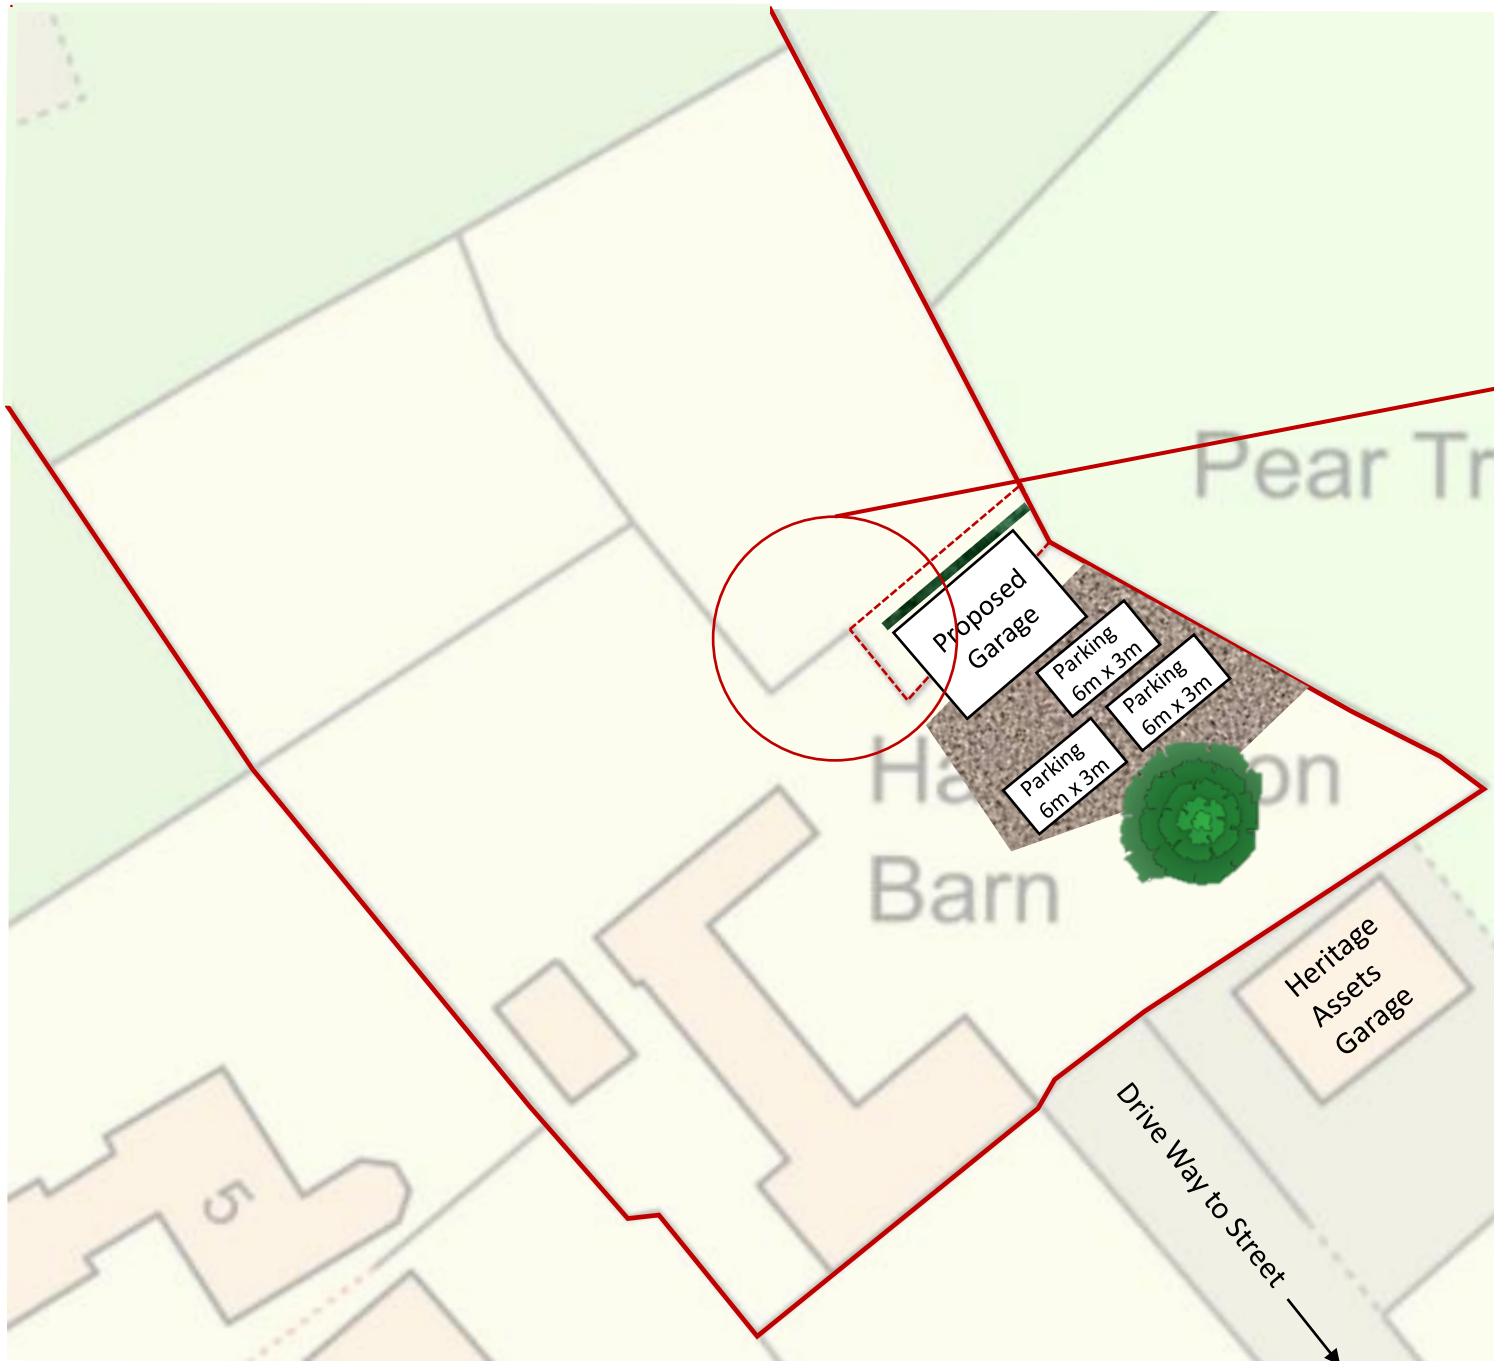 Pear Tr
Proposed
Garage
Parking
6m x 3m
Parking
6m x 3m
Parking
6m x 3m
Ha on
Barn
Heritage
Assets
Garage
Drive Way to Street
5